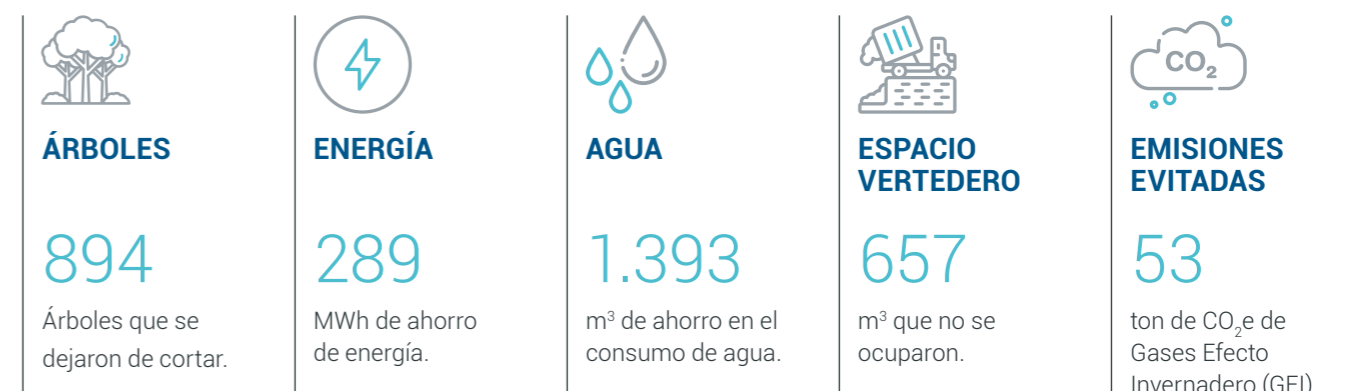 ÁRBOLES
894
Árboles que se
dejaron de cortar.
ENERGÍA
289
MWh de ahorro
de energía.
AGUA
1.393
m³ de ahorro en el
consumo de agua.
ESPACIO
VERTEDERO
657
m³ que no se
ocuparon.
CO₂
EMISIONES
EVITADAS
53
ton de CO₂e de
Gases Efecto
Invernadero (GEI)